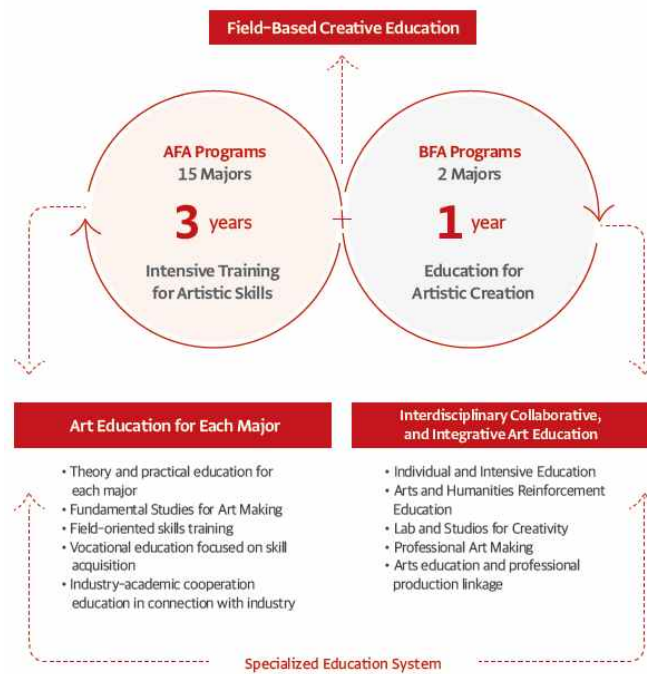 Field-Based Creative Education
AFA Programs
15 Majors
3 years
Intensive Training
for Artistic Skills
+
BFA Programs
2 Majors
1 year
Education for
Artistic Creation
Art Education for Each Major
• Theory and practical education for
each major
• Fundamental Studies for Art Making
• Field-oriented skills training
• Vocational education focused on skill
acquisition
• Industry-academic cooperation
education in connection with industry
Interdisciplinary Collaborative,
and Integrative Art Education
• Individual and Intensive Education
• Arts and Humanities Reinforcement
Education
• Lab and Studios for Creativity
• Professional Art Making
• Arts education and professional
production linkage
Specialized Education System